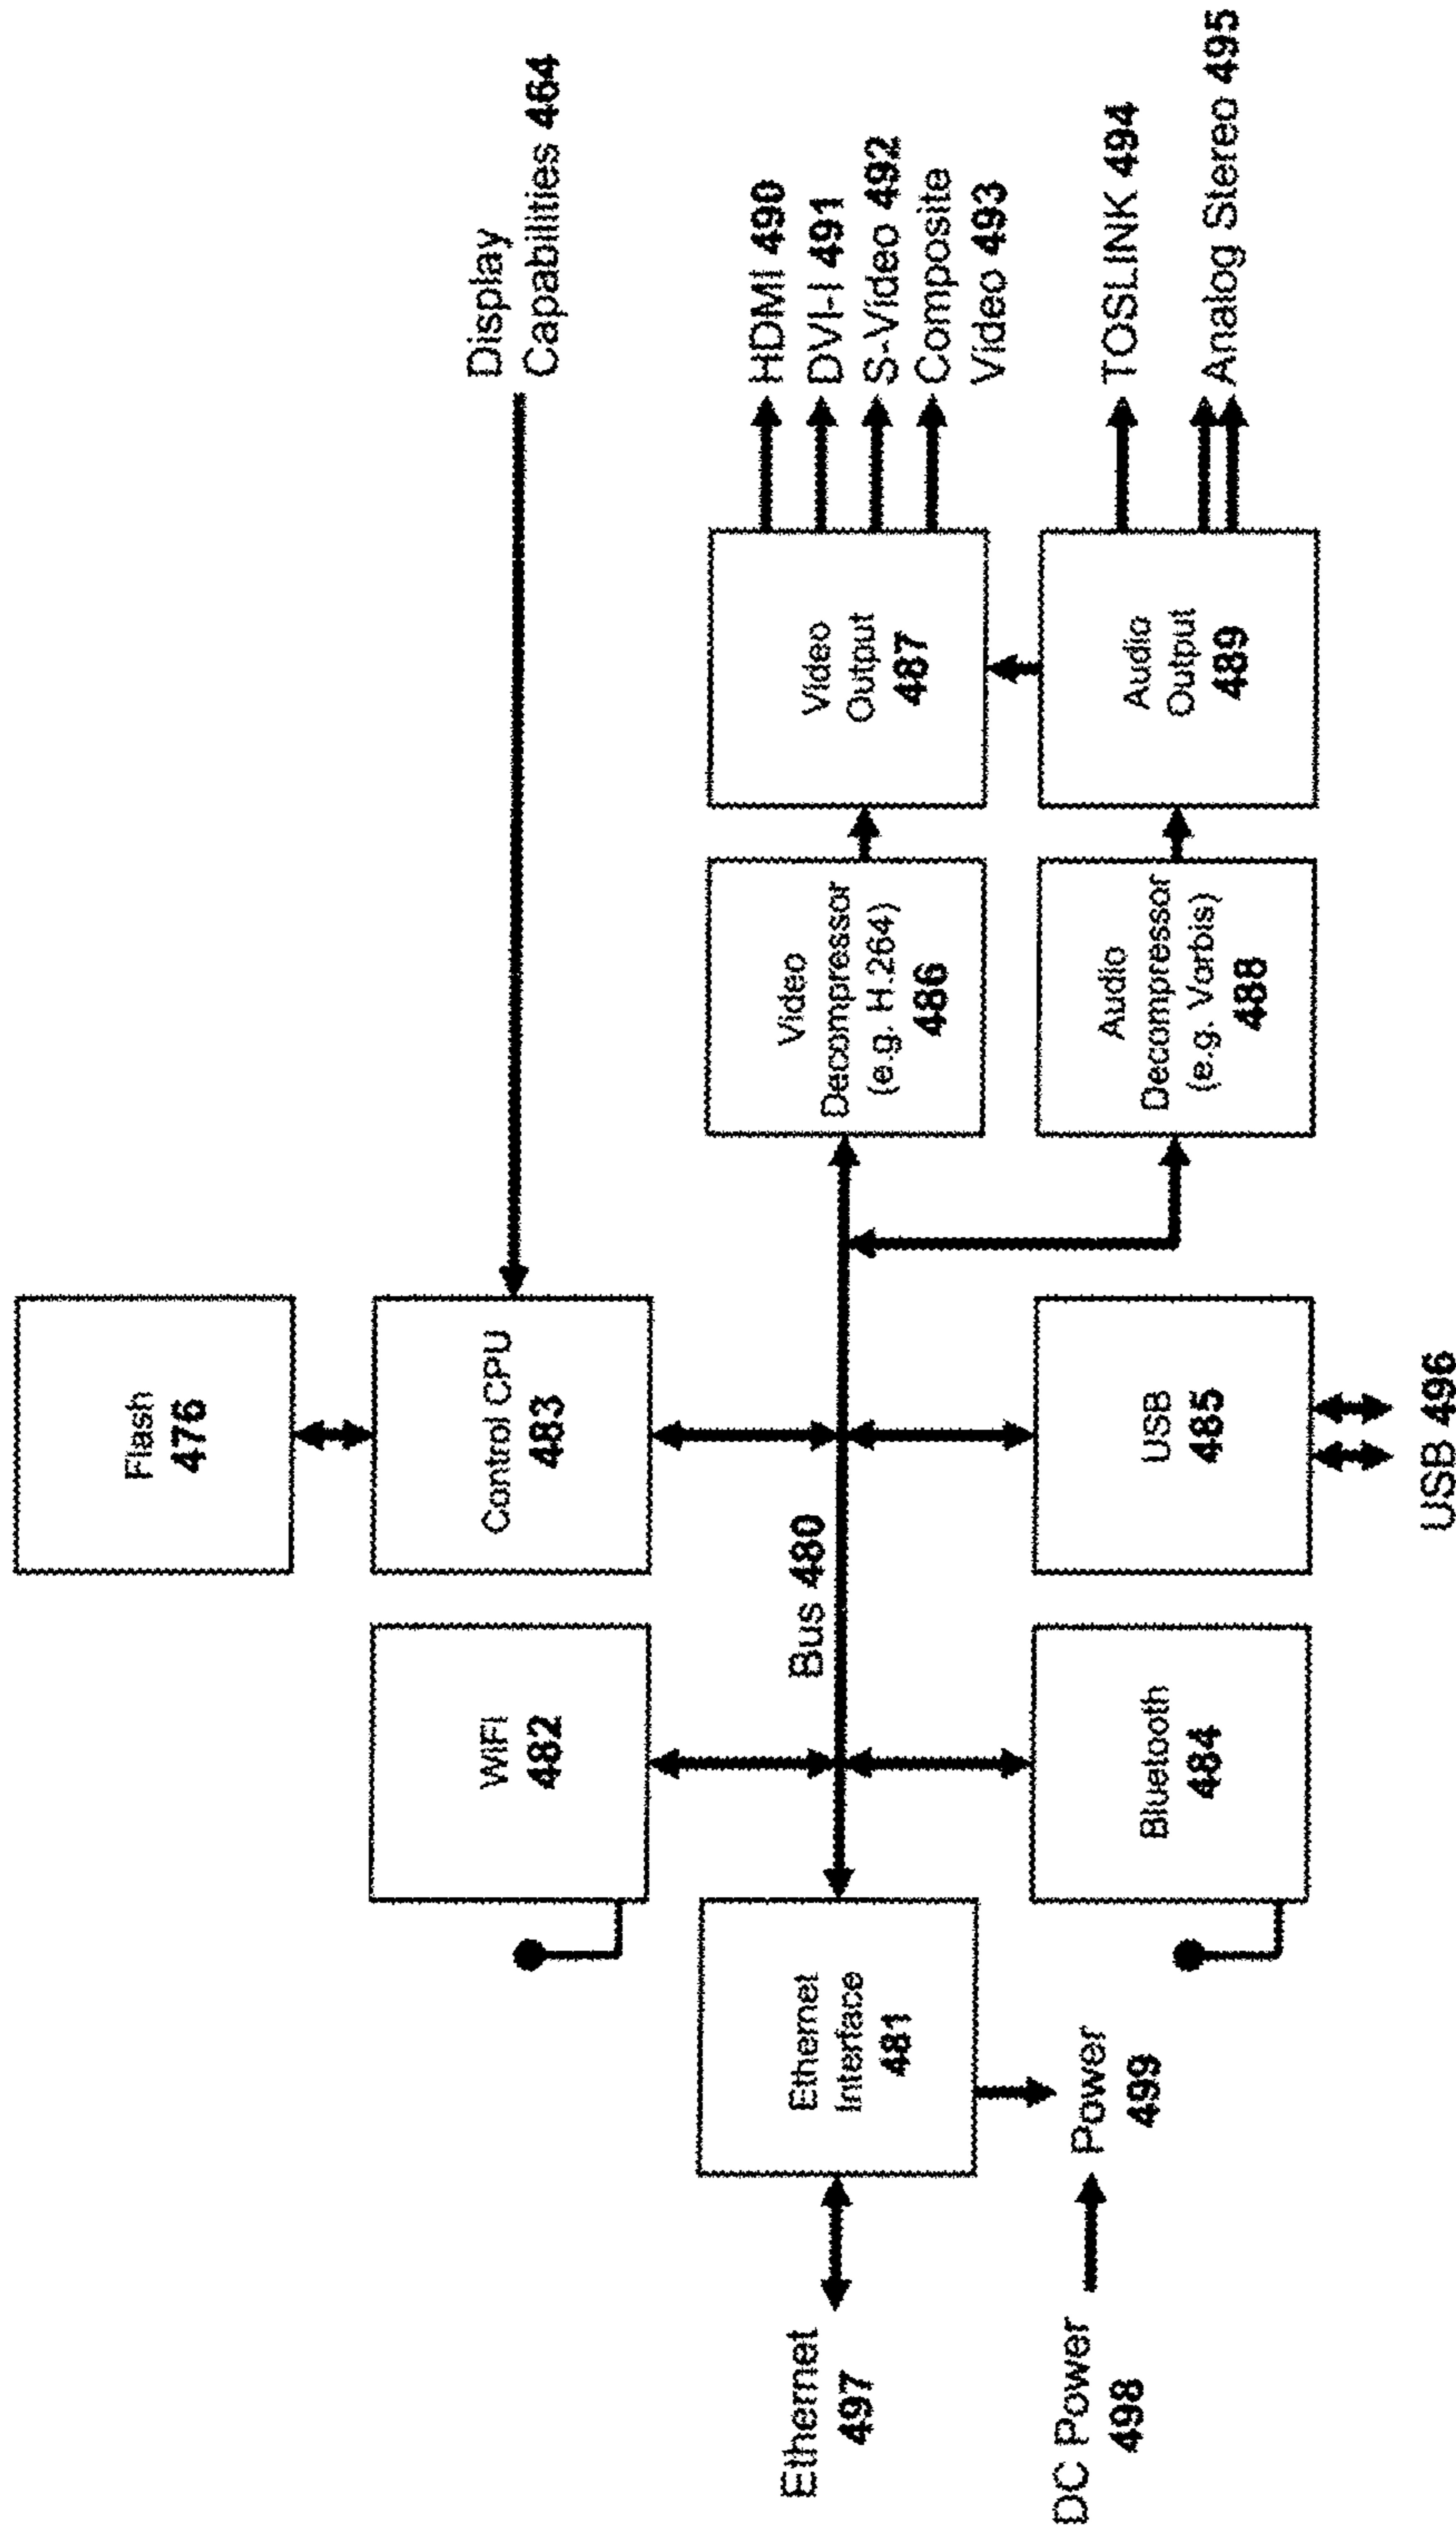 Flash
476
WiFi
482
Control CPU
483
Display
Capabilities 464
Bus 480
Ethernet
497
Ethernet
Interface
481
Video
Decompressor
(e.g. H.264)
486
Video
Output
487
HDMI 490
DVI-I 491
S-Video 492
Composite
Video 493
DC Power
498
Power
499
Bluetooth
484
USB
485
Audio
Decompressor
(e.g. Vorbis)
488
Audio
Output
489
TOSLINK 494
Analog Stereo 495
USB 496